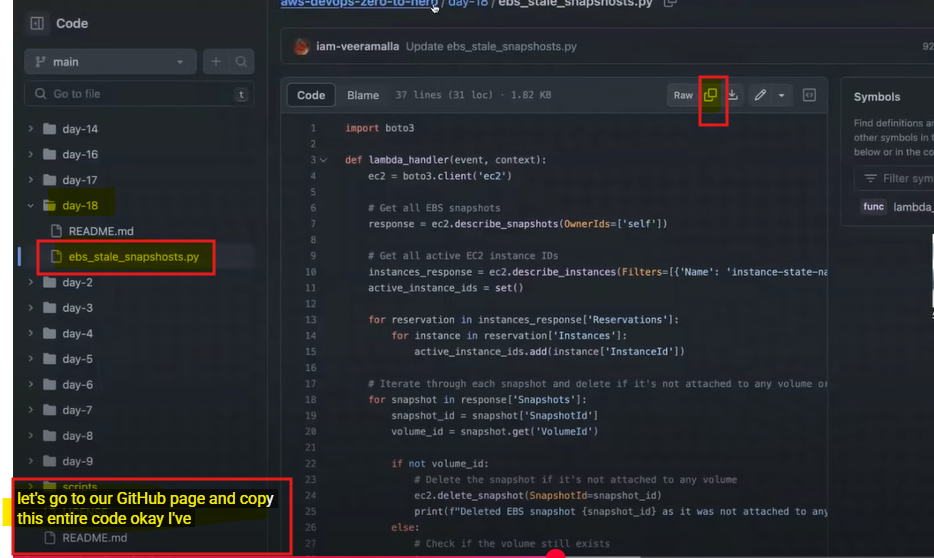 aws-devops-zero-to-hero / day-18 / ebs_stale_snapshosts.py
Code
main
Go to file
t
day-14
day-16
day-17
day-18
README.md
ebs_stale_snapshosts.py
day-2
day-3
day-4
day-5
day-6
day-7
day-8
day-9
scripts
README.md
let's go to our GitHub page and copy
this entire code okay I've
iam-veeramalla Update ebs_stale_snapshosts.py
92
Code Blame 37 lines (31 loc) · 1.82 KB
Raw
1 import boto3
2
3 def lambda_handler(event, context):
4 ec2 = boto3.client('ec2')
5
6 # Get all EBS snapshots
7 response = ec2.describe_snapshots(OwnerIds=['self'])
8
9 # Get all active EC2 instance IDs
10 instances_response = ec2.describe_instances(Filters=[{'Name': 'instance-state-na
11 active_instance_ids = set()
12
13 for reservation in instances_response['Reservations']:
14 for instance in reservation['Instances']:
15 active_instance_ids.add(instance['InstanceId'])
16
17 # Iterate through each snapshot and delete if it's not attached to any volume or
18 for snapshot in response['Snapshots']:
19 snapshot_id = snapshot['SnapshotId']
20 volume_id = snapshot.get('VolumeId')
21
22 if not volume_id:
23 # Delete the snapshot if it's not attached to any volume
24 ec2.delete_snapshot(SnapshotId=snapshot_id)
25 print(f"Deleted EBS snapshot {snapshot_id} as it was not attached to any
26 else:
27 # Check if the volume still exists
Symbols
Find definitions a
other symbols in t
below or in the co
Filter sym
func lambda_